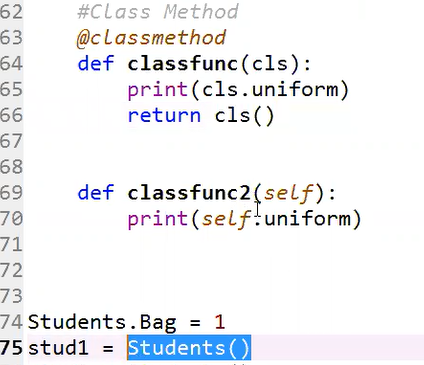 62 #Class Method
63 @classmethod
64 def classfunc(cls):
65 print(cls.uniform)
66 return cls()
67
68
69 def classfunc2(self):
70 print(self.uniform)
71
72
73
74 Students.Bag = 1
75 stud1 = Students()